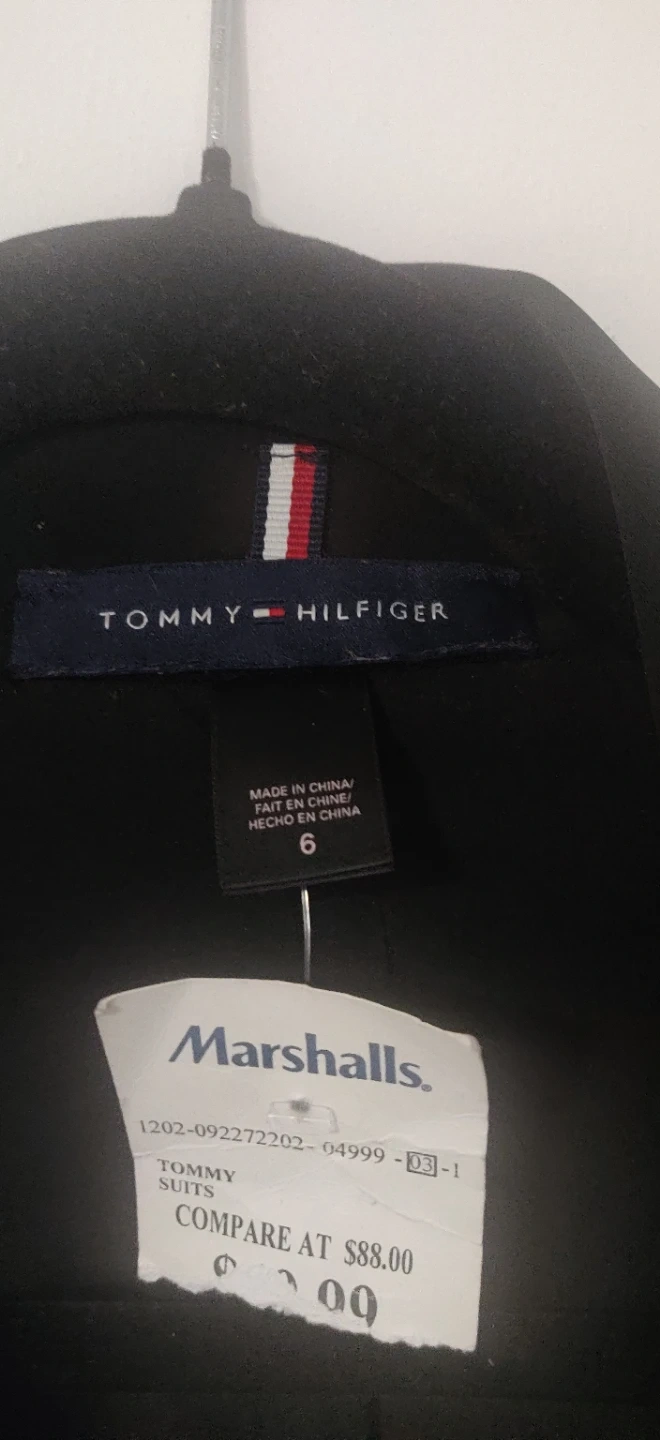 TOMMY HILFIGER
MADE IN CHINA/
FAIT EN CHINE/
HECHO EN CHINA
6
Marshalls.
1202-092272202- 04999 -03-1
TOMMY
SUITS
COMPARE AT $88.00